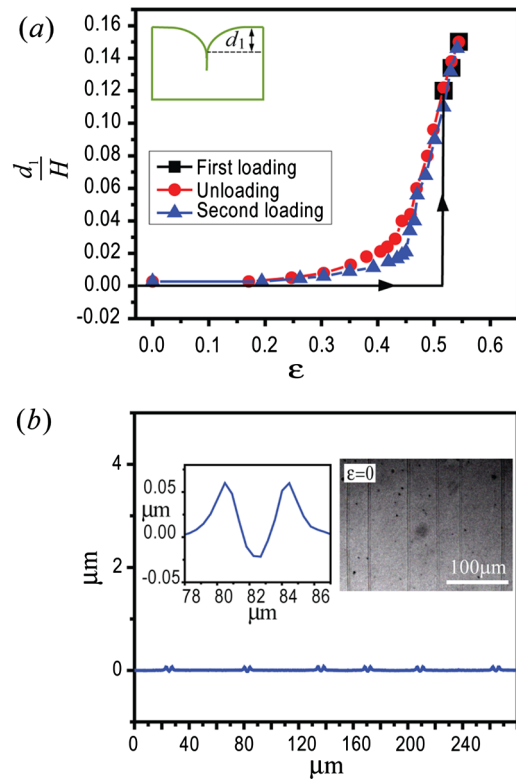 (a)
d₁
0.16
0.14
0.12
0.10
0.08
0.06
0.04
0.02
0.00
-0.02
d₁
H
First loading
Unloading
Second loading
0.0 0.1 0.2 0.3 0.4 0.5 0.6
ε
(b)
4
2
0
μm
0.05
μm
0.00
-0.05
78 80 82 84 86
μm
ε=0
100μm
0 40 80 120 160 200 240
μm